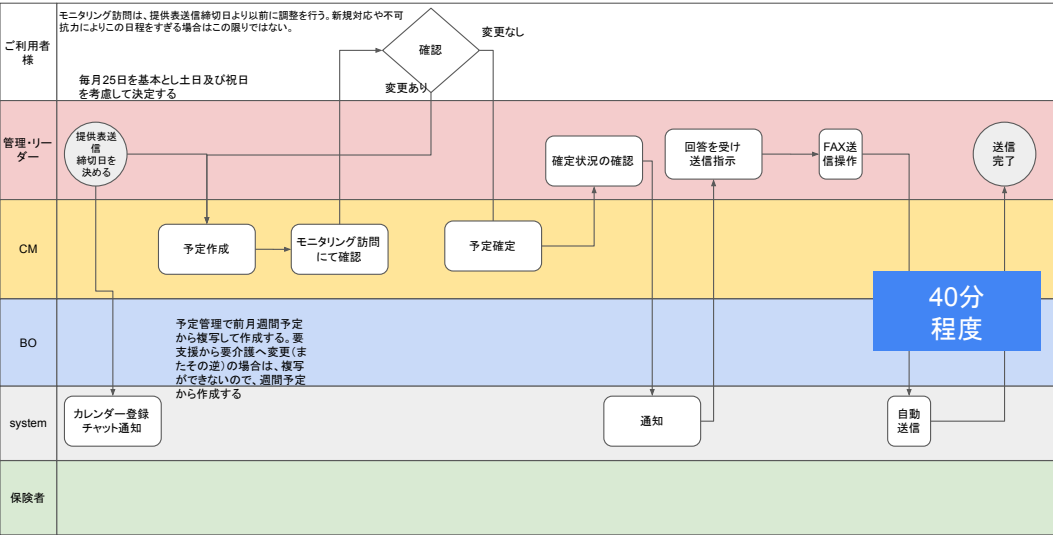 モニタリング訪問は、提供表送信締切日より以前に調整を行う。新規対応や不可
抗力によりこの日程をすぎる場合はこの限りではない。
ご利用者
様
確認
変更なし
変更あり
毎月25日を基本とし土日及び祝日
を考慮して決定する
管理・リー
ダー
提供表送
信
締切日を
決める
確定状況の確認
回答を受け
送信指示
FAX送
信操作
送信
完了
CM
予定作成
モニタリング訪問
にて確認
予定確定
40分
程度
BO
予定管理で前月週間予定
から複写して作成する。要
支援から要介護へ変更(ま
たその逆)の場合は、複写
ができないので、週間予定
から作成する
system
カレンダー登録
チャット通知
通知
自動
送信
保険者